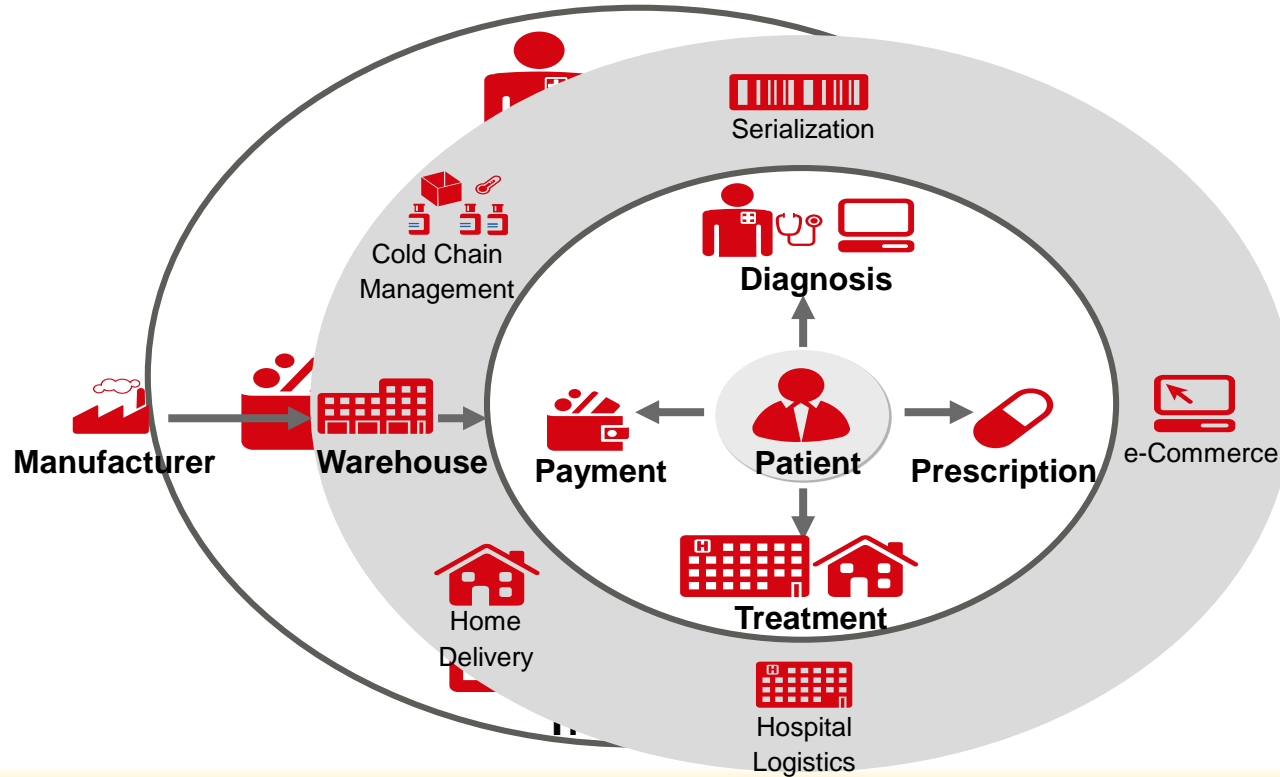 Serialization
Cold Chain
Management
Diagnosis
Manufacturer
Warehouse
Payment
Patient
Prescription
e-Commerce
H
Treatment
Home
Delivery
H
Hospital
Logistics